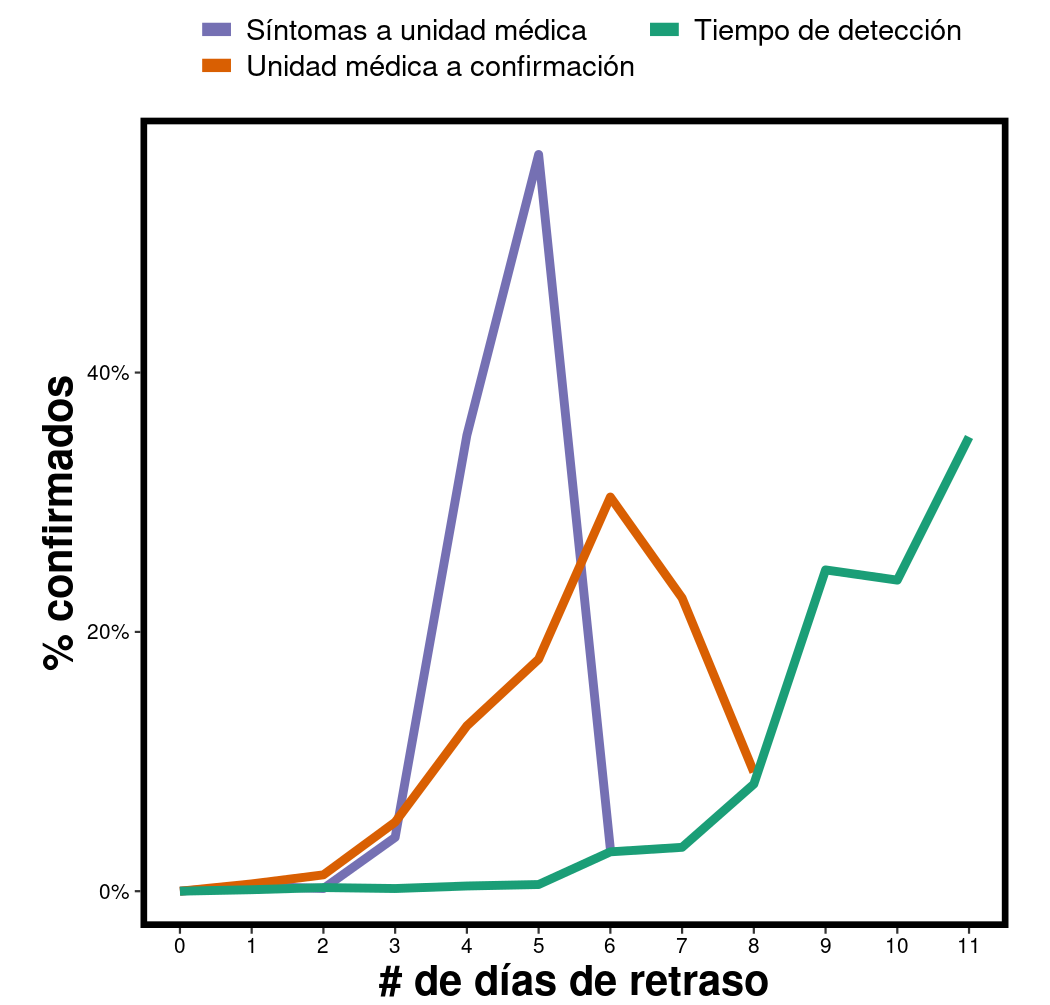 Síntomas a unidad médica
Tiempo de detección
Unidad médica a confirmación
% confirmados
40%
20%
0%
0 1 2 3 4 5 6 7 8 9 10 11
# de días de retraso